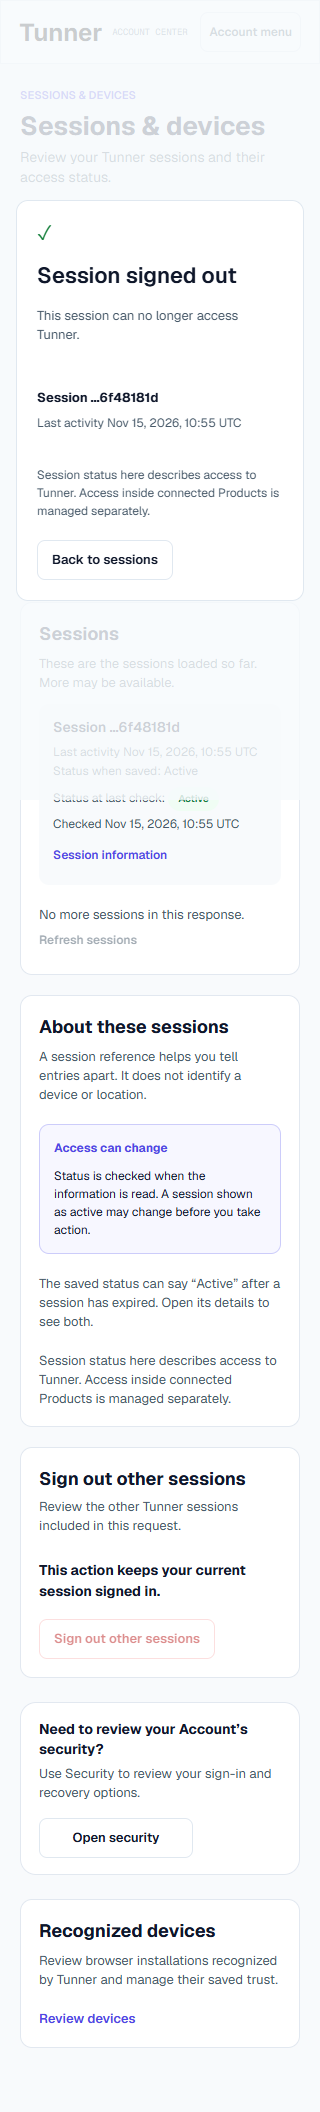 Tunner ACCOUNT CENTER Account menu
SESSIONS & DEVICES
Sessions & devices
Review your Tunner sessions and their
access status.
✓
Session signed out
This session can no longer access
Tunner.
Session …6f48181d
Last activity Nov 15, 2026, 10:55 UTC
Session status here describes access to
Tunner. Access inside connected Products is
managed separately.
Back to sessions
Sessions
These are the sessions loaded so far.
More may be available.
Session …6f48181d
Last activity Nov 15, 2026, 10:55 UTC
Status when saved: Active
Status at last check: Active
Checked Nov 15, 2026, 10:55 UTC
Session information
No more sessions in this response.
Refresh sessions
About these sessions
A session reference helps you tell
entries apart. It does not identify a
device or location.
Access can change
Status is checked when the
information is read. A session shown
as active may change before you take
action.
The saved status can say “Active” after a
session has expired. Open its details to
see both.
Session status here describes access to
Tunner. Access inside connected
Products is managed separately.
Sign out other sessions
Review the other Tunner sessions
included in this request.
This action keeps your current
session signed in.
Sign out other sessions
Need to review your Account’s
security?
Use Security to review your sign-in and
recovery options.
Open security
Recognized devices
Review browser installations recognized
by Tunner and manage their saved trust.
Review devices